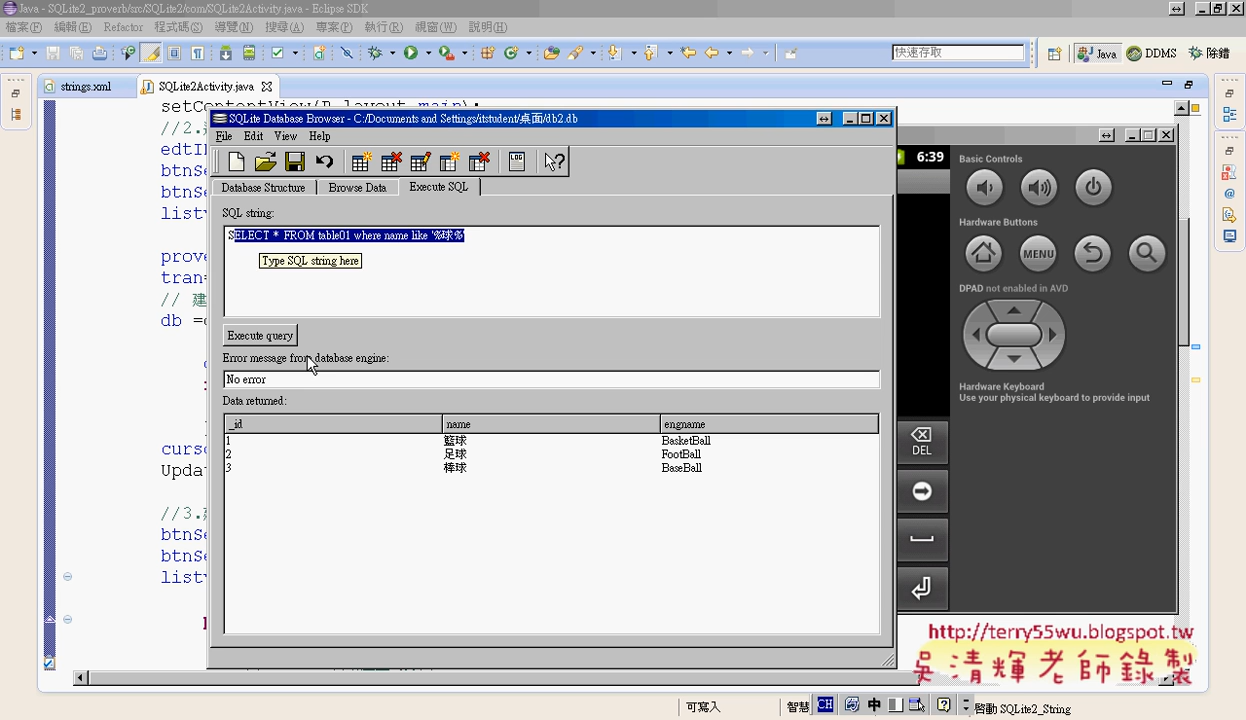 Java - SQLite2_proverb/src/SQLite2/com/SQLite2Activity.java - Eclipse SDK
檔案(F) 編輯(E) Refactor 程式碼(S) 導覽(N) 搜尋(A) 專案(P) 執行(R) 視窗(W) 說明(H)
快速存取
Java
DDMS
除錯
strings.xml
SQLite2Activity.java
setContentView(R.layout.main);
//2.
btnSe
btnSe
listv
prove
tran=
// 建
db =
curso
Updat
//3.
btnSe
btnSe
listv
SQLite Database Browser - C:/Documents and Settings/itstudent/桌面/db2.db
File Edit View Help
LOG
Database Structure
Browse Data
Execute SQL
SQL string:
SELECT * FROM table01 where name like '%球%'
Type SQL string here
Execute query
Error message from database engine:
No error
Data returned:
_id name engname
1 籃球 BasketBall
2 足球 FootBall
3 棒球 BaseBall
6:39
Basic Controls
Hardware Buttons
MENU
DPAD not enabled in AVD
Hardware Keyboard
Use your physical keyboard to provide input
DEL
http://terry55wu.blogspot.tw
吳清輝老師錄製
可寫入
智慧
CH
中
啓動 SQLite2_String